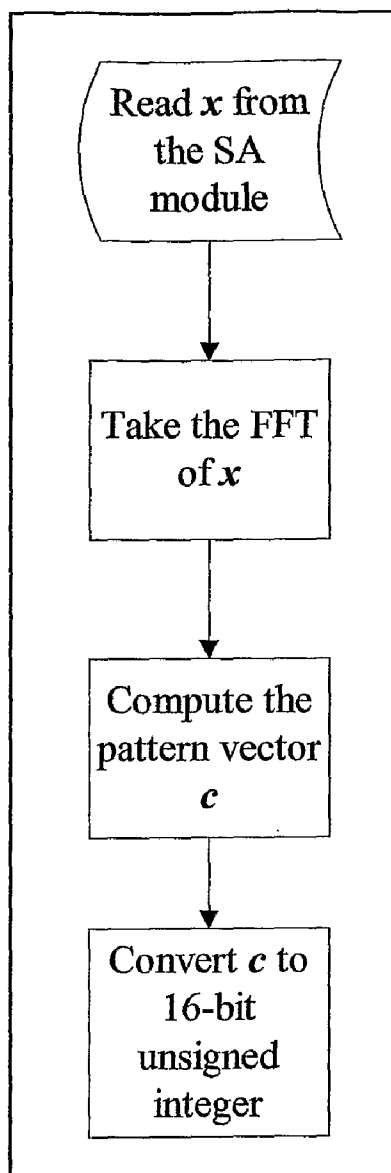 Read x from
the SA
module
Take the FFT
of x
Compute the
pattern vector
c
Convert c to
16-bit
unsigned
integer